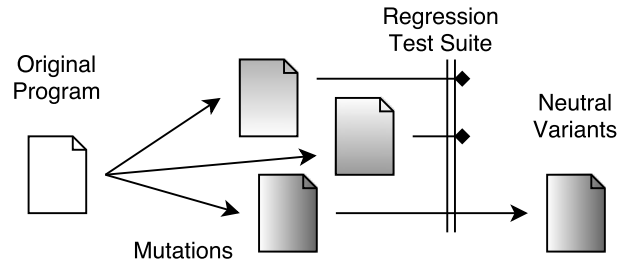 Original
Program
Regression
Test Suite
Neutral
Variants
Mutations